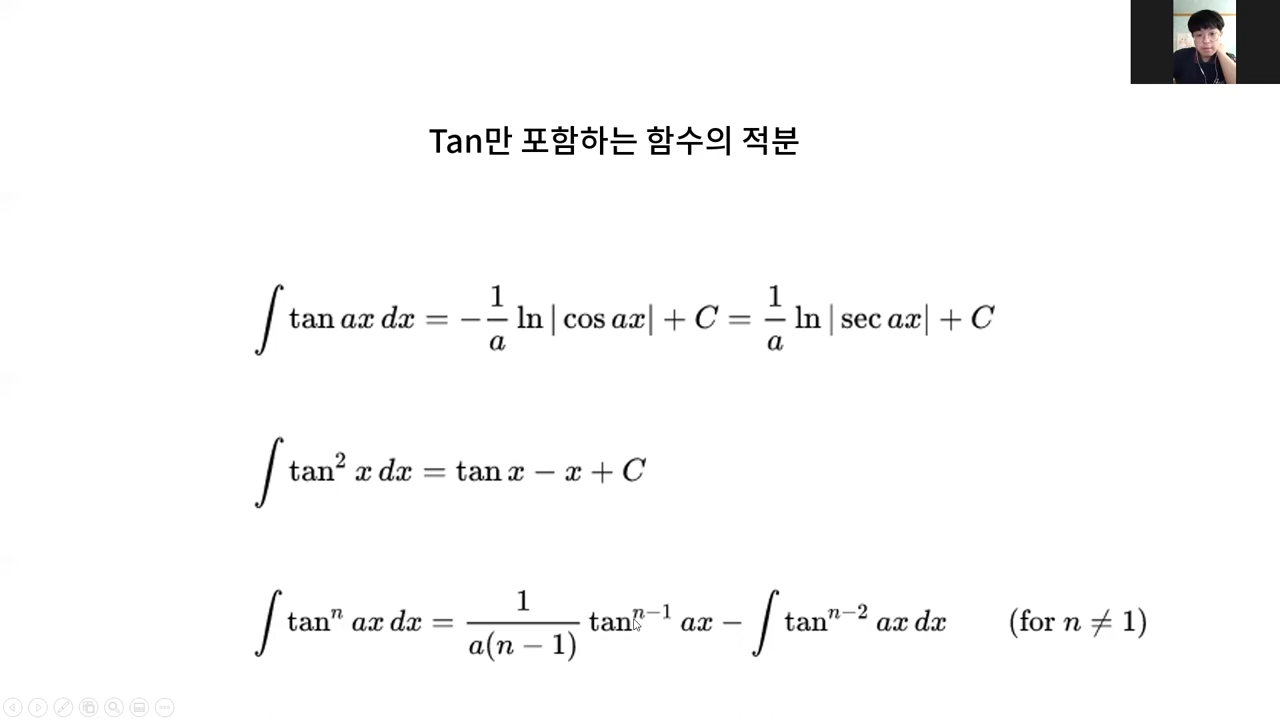 Tan만 포함하는 함수의 적분
∫ tan ax dx = −1/a ln |cos ax| + C = 1/a ln |sec ax| + C
∫ tan² x dx = tan x − x + C
∫ tanⁿ ax dx = 1/(a(n − 1)) tanⁿ⁻¹ ax − ∫ tanⁿ⁻² ax dx (for n ≠ 1)